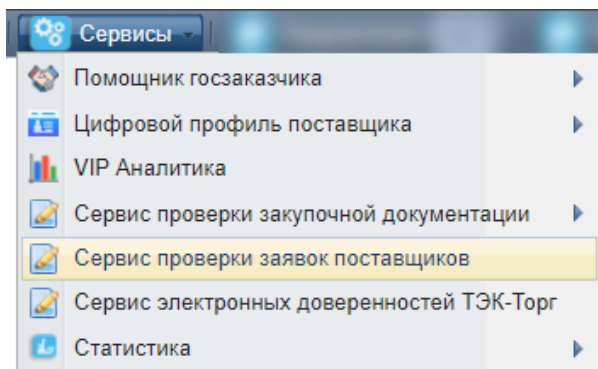 Сервисы
Помощник госзаказчика
Цифровой профиль поставщика
VIP Аналитика
Сервис проверки закупочной документации
Сервис проверки заявок поставщиков
Сервис электронных доверенностей ТЭК-Торг
Статистика